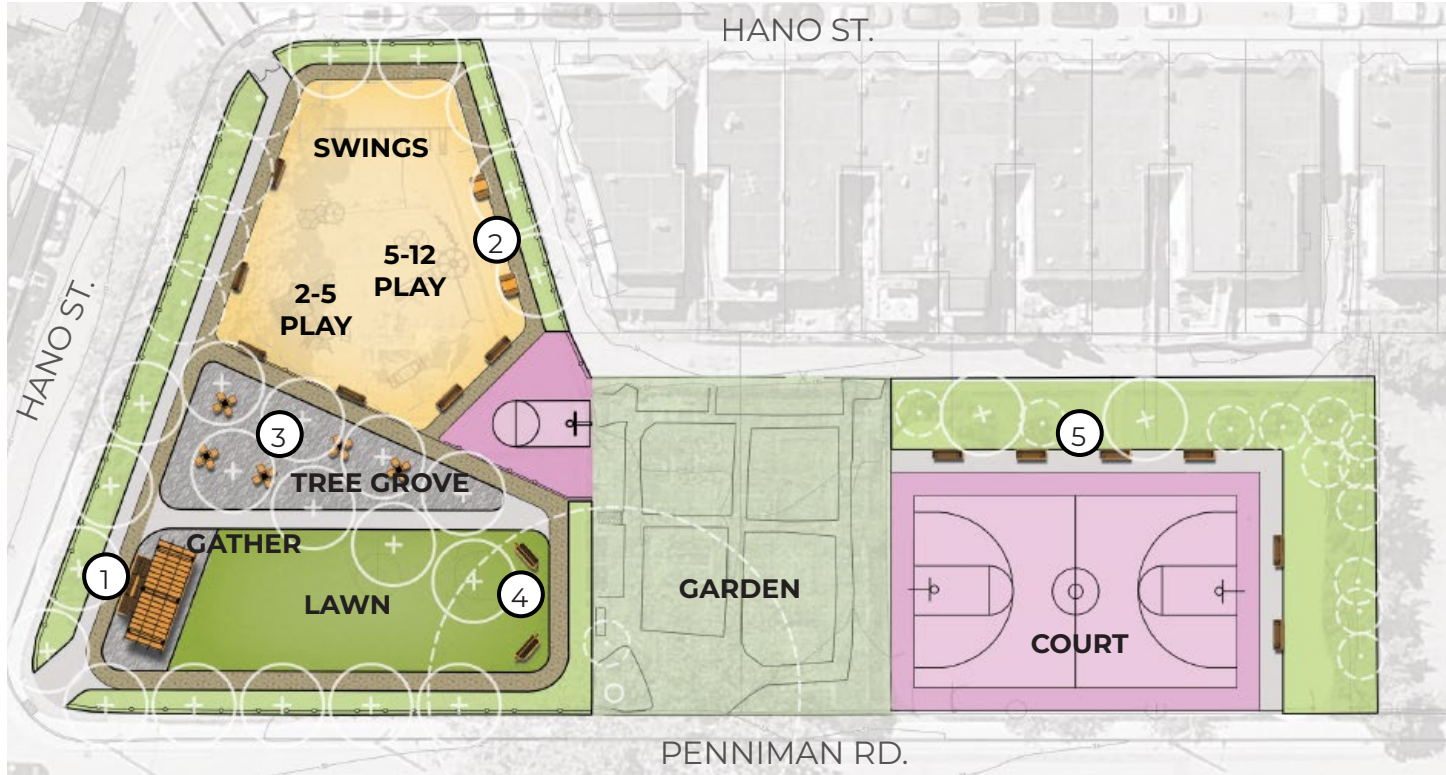 HANO ST.
SWINGS
2
5-12
PLAY
2-5
PLAY
HANO ST.
3
5
TREE GROVE
GATHER
1
4
LAWN
GARDEN
COURT
PENNIMAN RD.